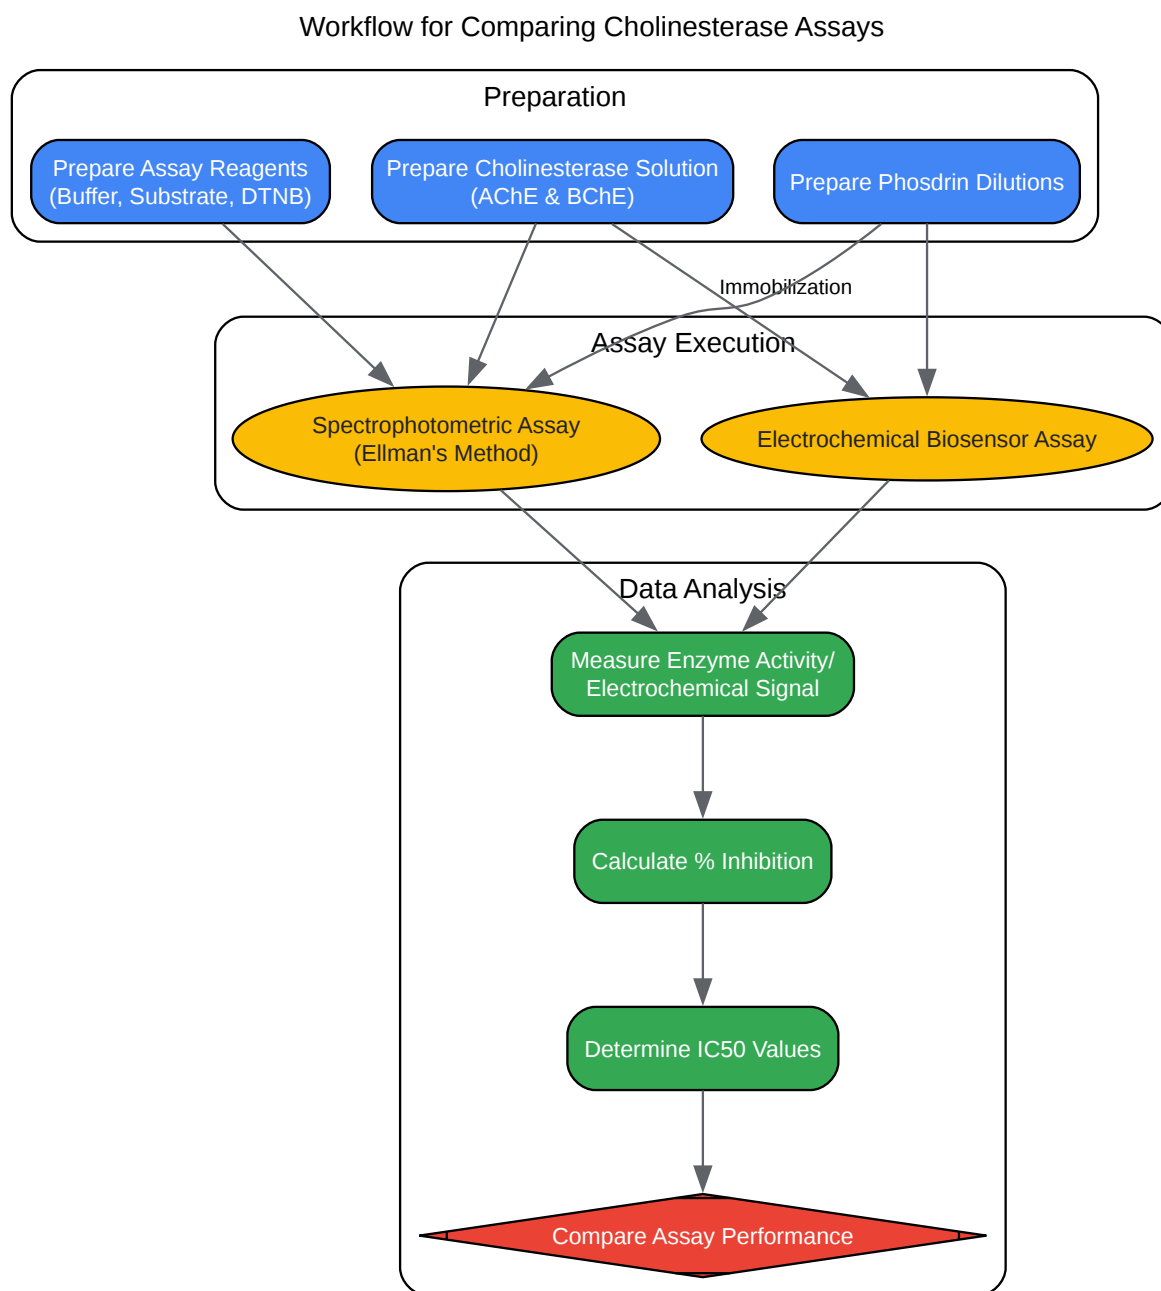 Workflow for Comparing Cholinesterase Assays
Preparation
Prepare Assay Reagents
(Buffer, Substrate, DTNB)
Prepare Cholinesterase Solution
(AChE & BChE)
Prepare Phosdrin Dilutions
Immobilization
Assay Execution
Spectrophotometric Assay
(Ellman's Method)
Electrochemical Biosensor Assay
Data Analysis
Measure Enzyme Activity/
Electrochemical Signal
Calculate % Inhibition
Determine IC50 Values
Compare Assay Performance